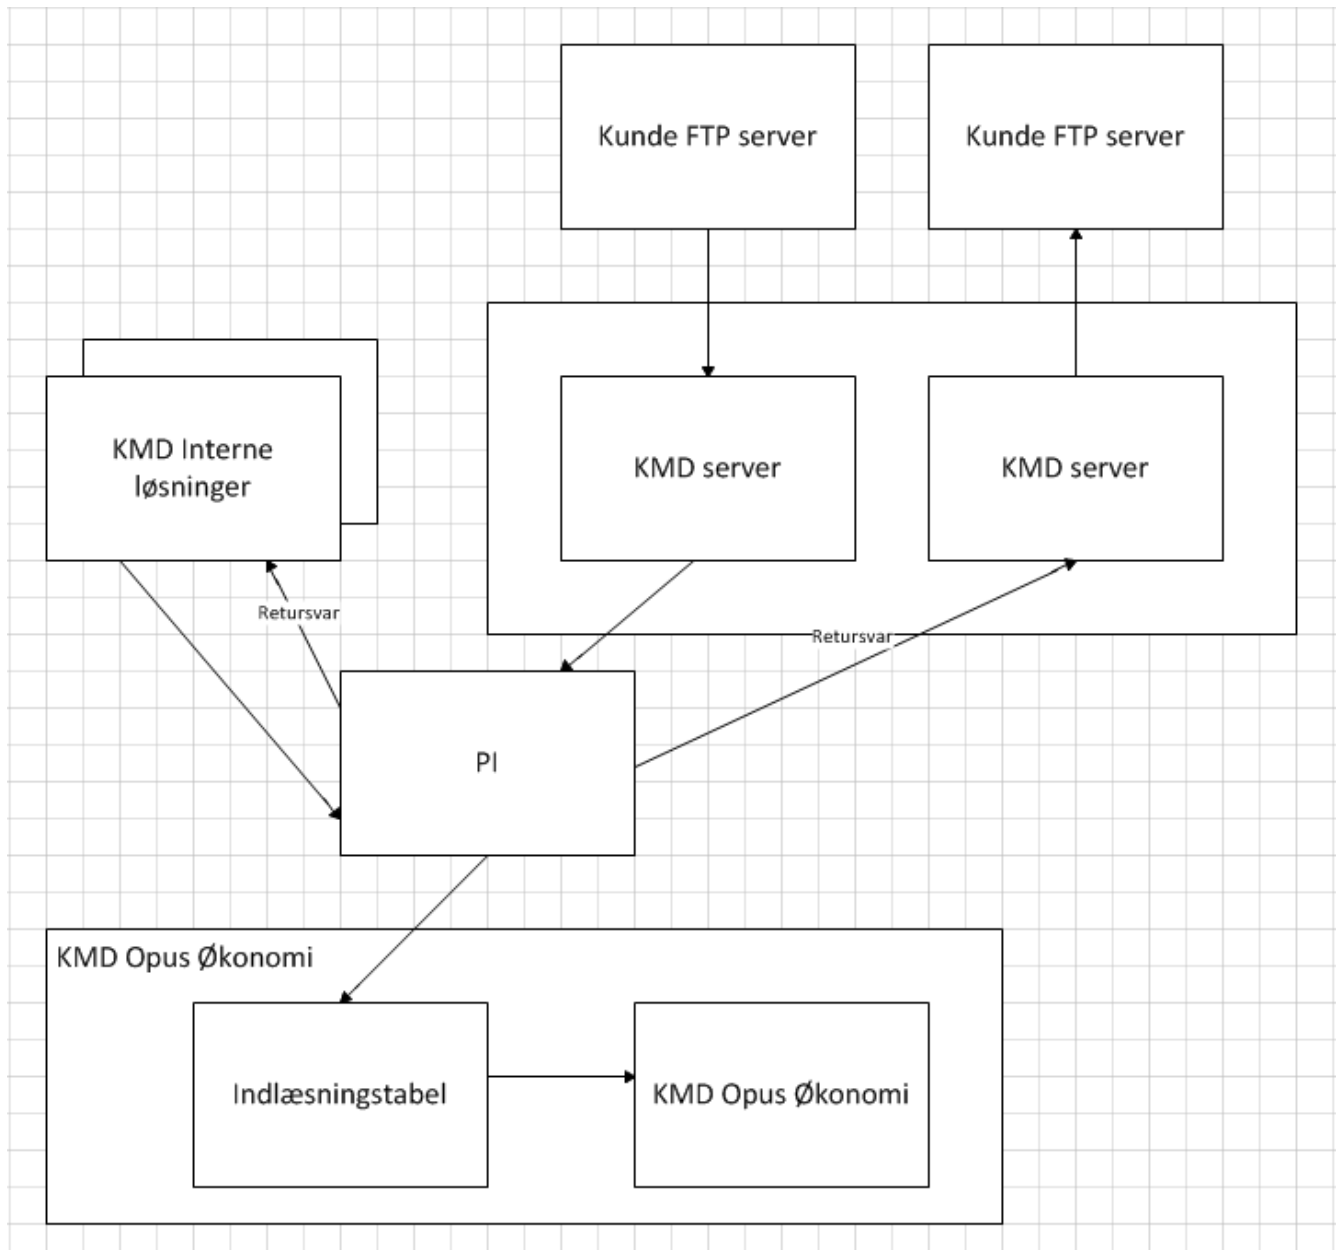 Kunde FTP server
Kunde FTP server
KMD Interne
løsninger
KMD server
KMD server
Retursvar
Retursvar
PI
KMD Opus Økonomi
Indlæsningstabel
KMD Opus Økonomi